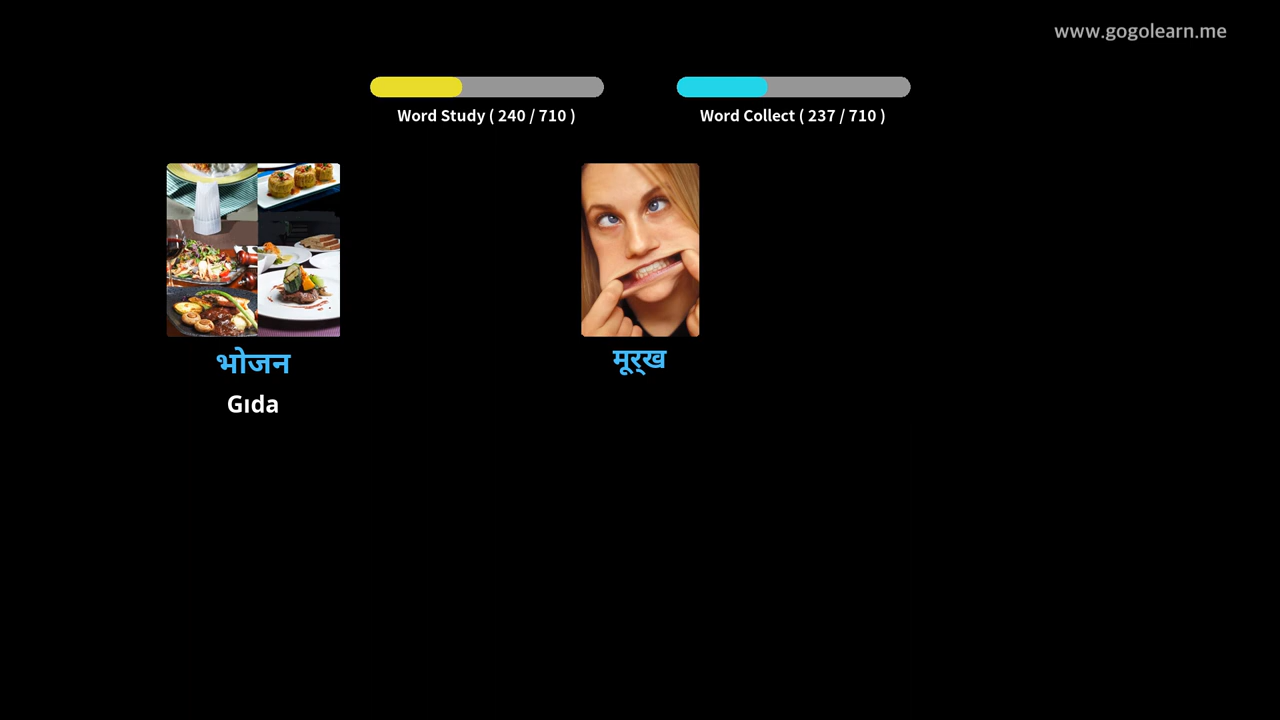 www.gogolearn.me
Word Study ( 240 / 710 )
Word Collect ( 237 / 710 )
भोजन
Gıda
मूर्ख